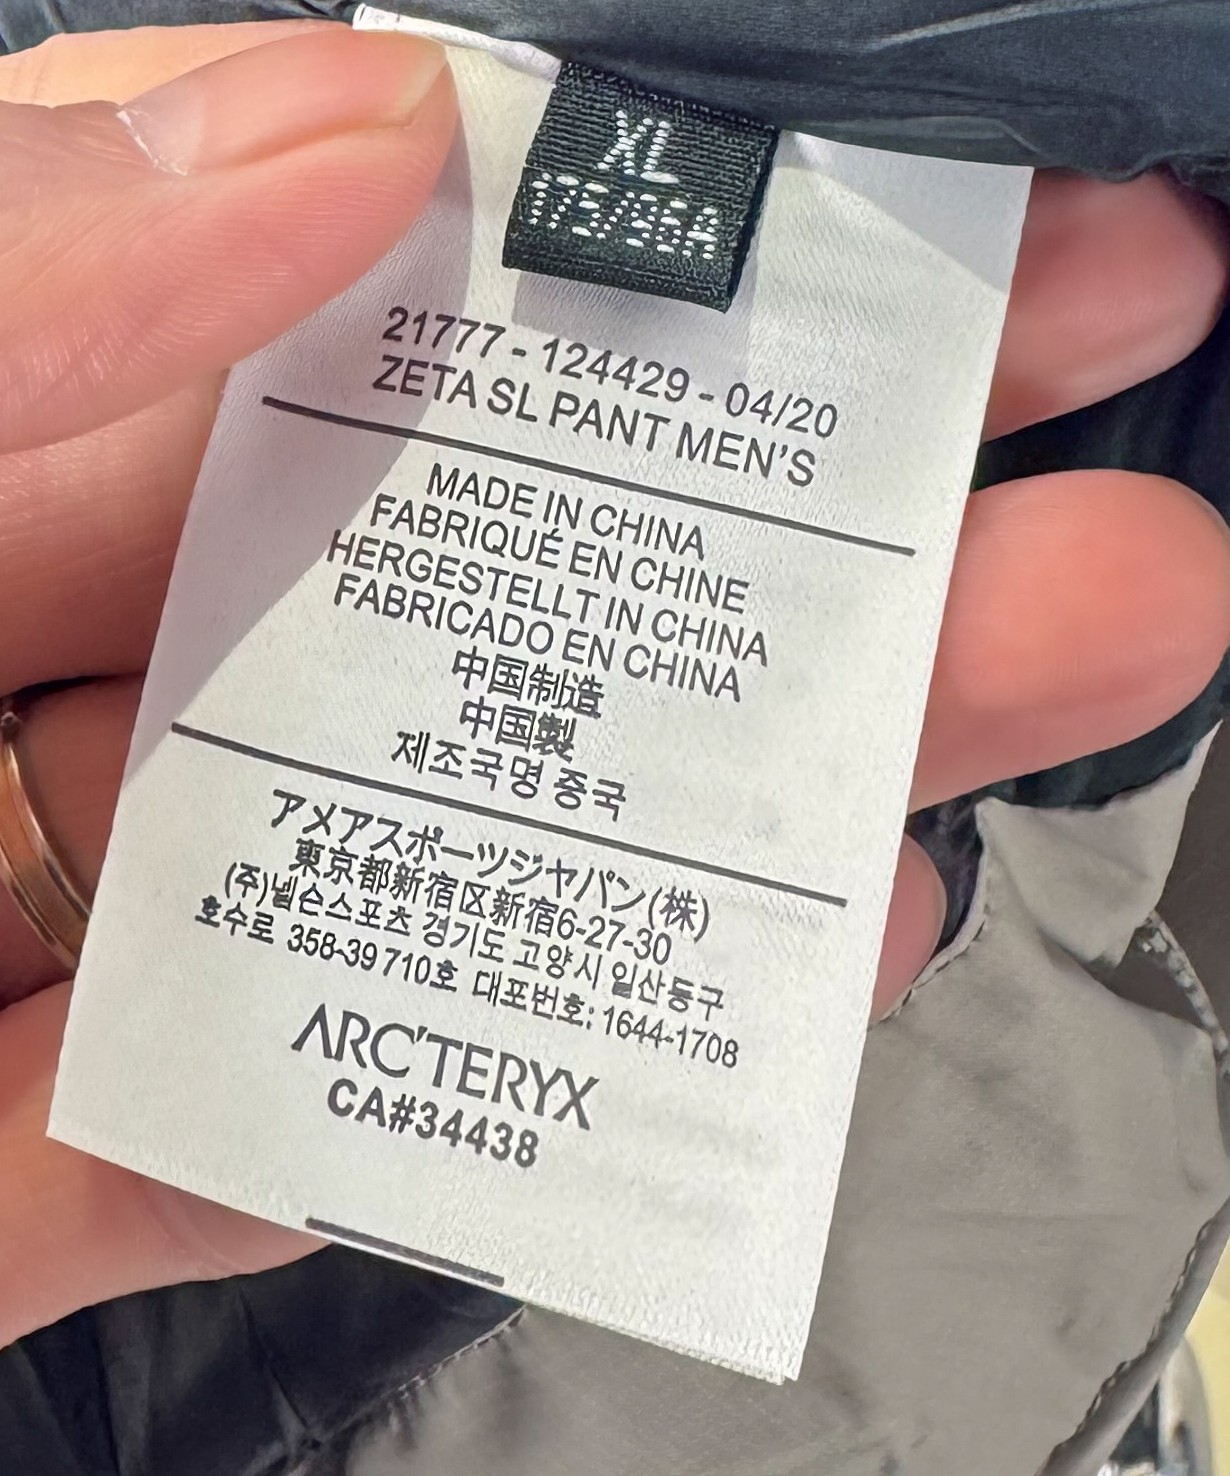 XL
175/96A
21777 - 124429 - 04/20
ZETA SL PANT MEN'S
MADE IN CHINA
FABRIQUÉ EN CHINE
HERGESTELLT IN CHINA
FABRICADO EN CHINA
中国制造
中国製
제조국명 중국
アメアスポーツジャパン(株)
東京都新宿区新宿6-27-30
(주)넬슨스포츠 경기도 고양시 일산동구
호수로 358-39 710호 대표번호: 1644-1708
ARC'TERYX
CA#34438